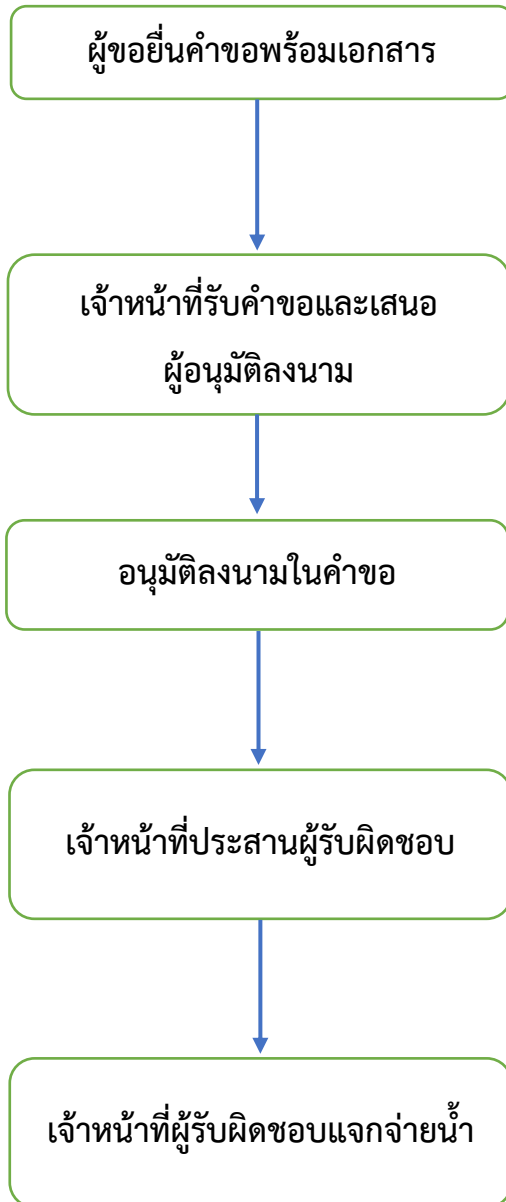 ผู้ขอยื่นคำขอพร้อมเอกสาร
เจ้าหน้าที่รับคำขอและเสนอ
ผู้อนุมัติลงนาม
อนุมัติลงนามในคำขอ
เจ้าหน้าที่ประสานผู้รับผิดชอบ
เจ้าหน้าที่ผู้รับผิดชอบแจกจ่ายน้ำ